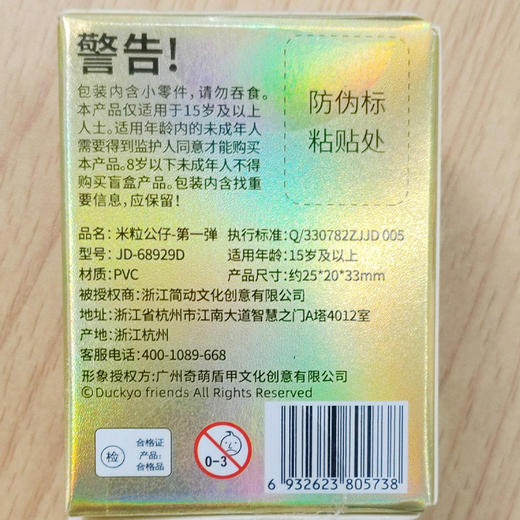 警告!
包装内含小零件,请勿吞食。
本产品仅适用于15岁及以上
人士。适用年龄内的未成年人
需要得到监护人同意才能购买
本产品。8岁以下未成年人不得
购买盲盒产品。包装内含找重
要信息,应保留!
防伪标
粘贴处
品名: 米粒公仔-第一弹 执行标准: Q/330782ZJJD 005
型号: JD-68929D 适用年龄: 15岁及以上
材质: PVC 产品尺寸: 约25*20*33mm
被授权商: 浙江简动文化创意有限公司
地址: 浙江省杭州市江南大道智慧之门A塔4012室
产地: 浙江杭州
客服电话: 400-1089-668
形象授权方: 广州奇萌盾甲文化创意有限公司
©Duckyo friends All Rights Reserved
检
合格证
产品:
合格品
0-3
6 932623 805738